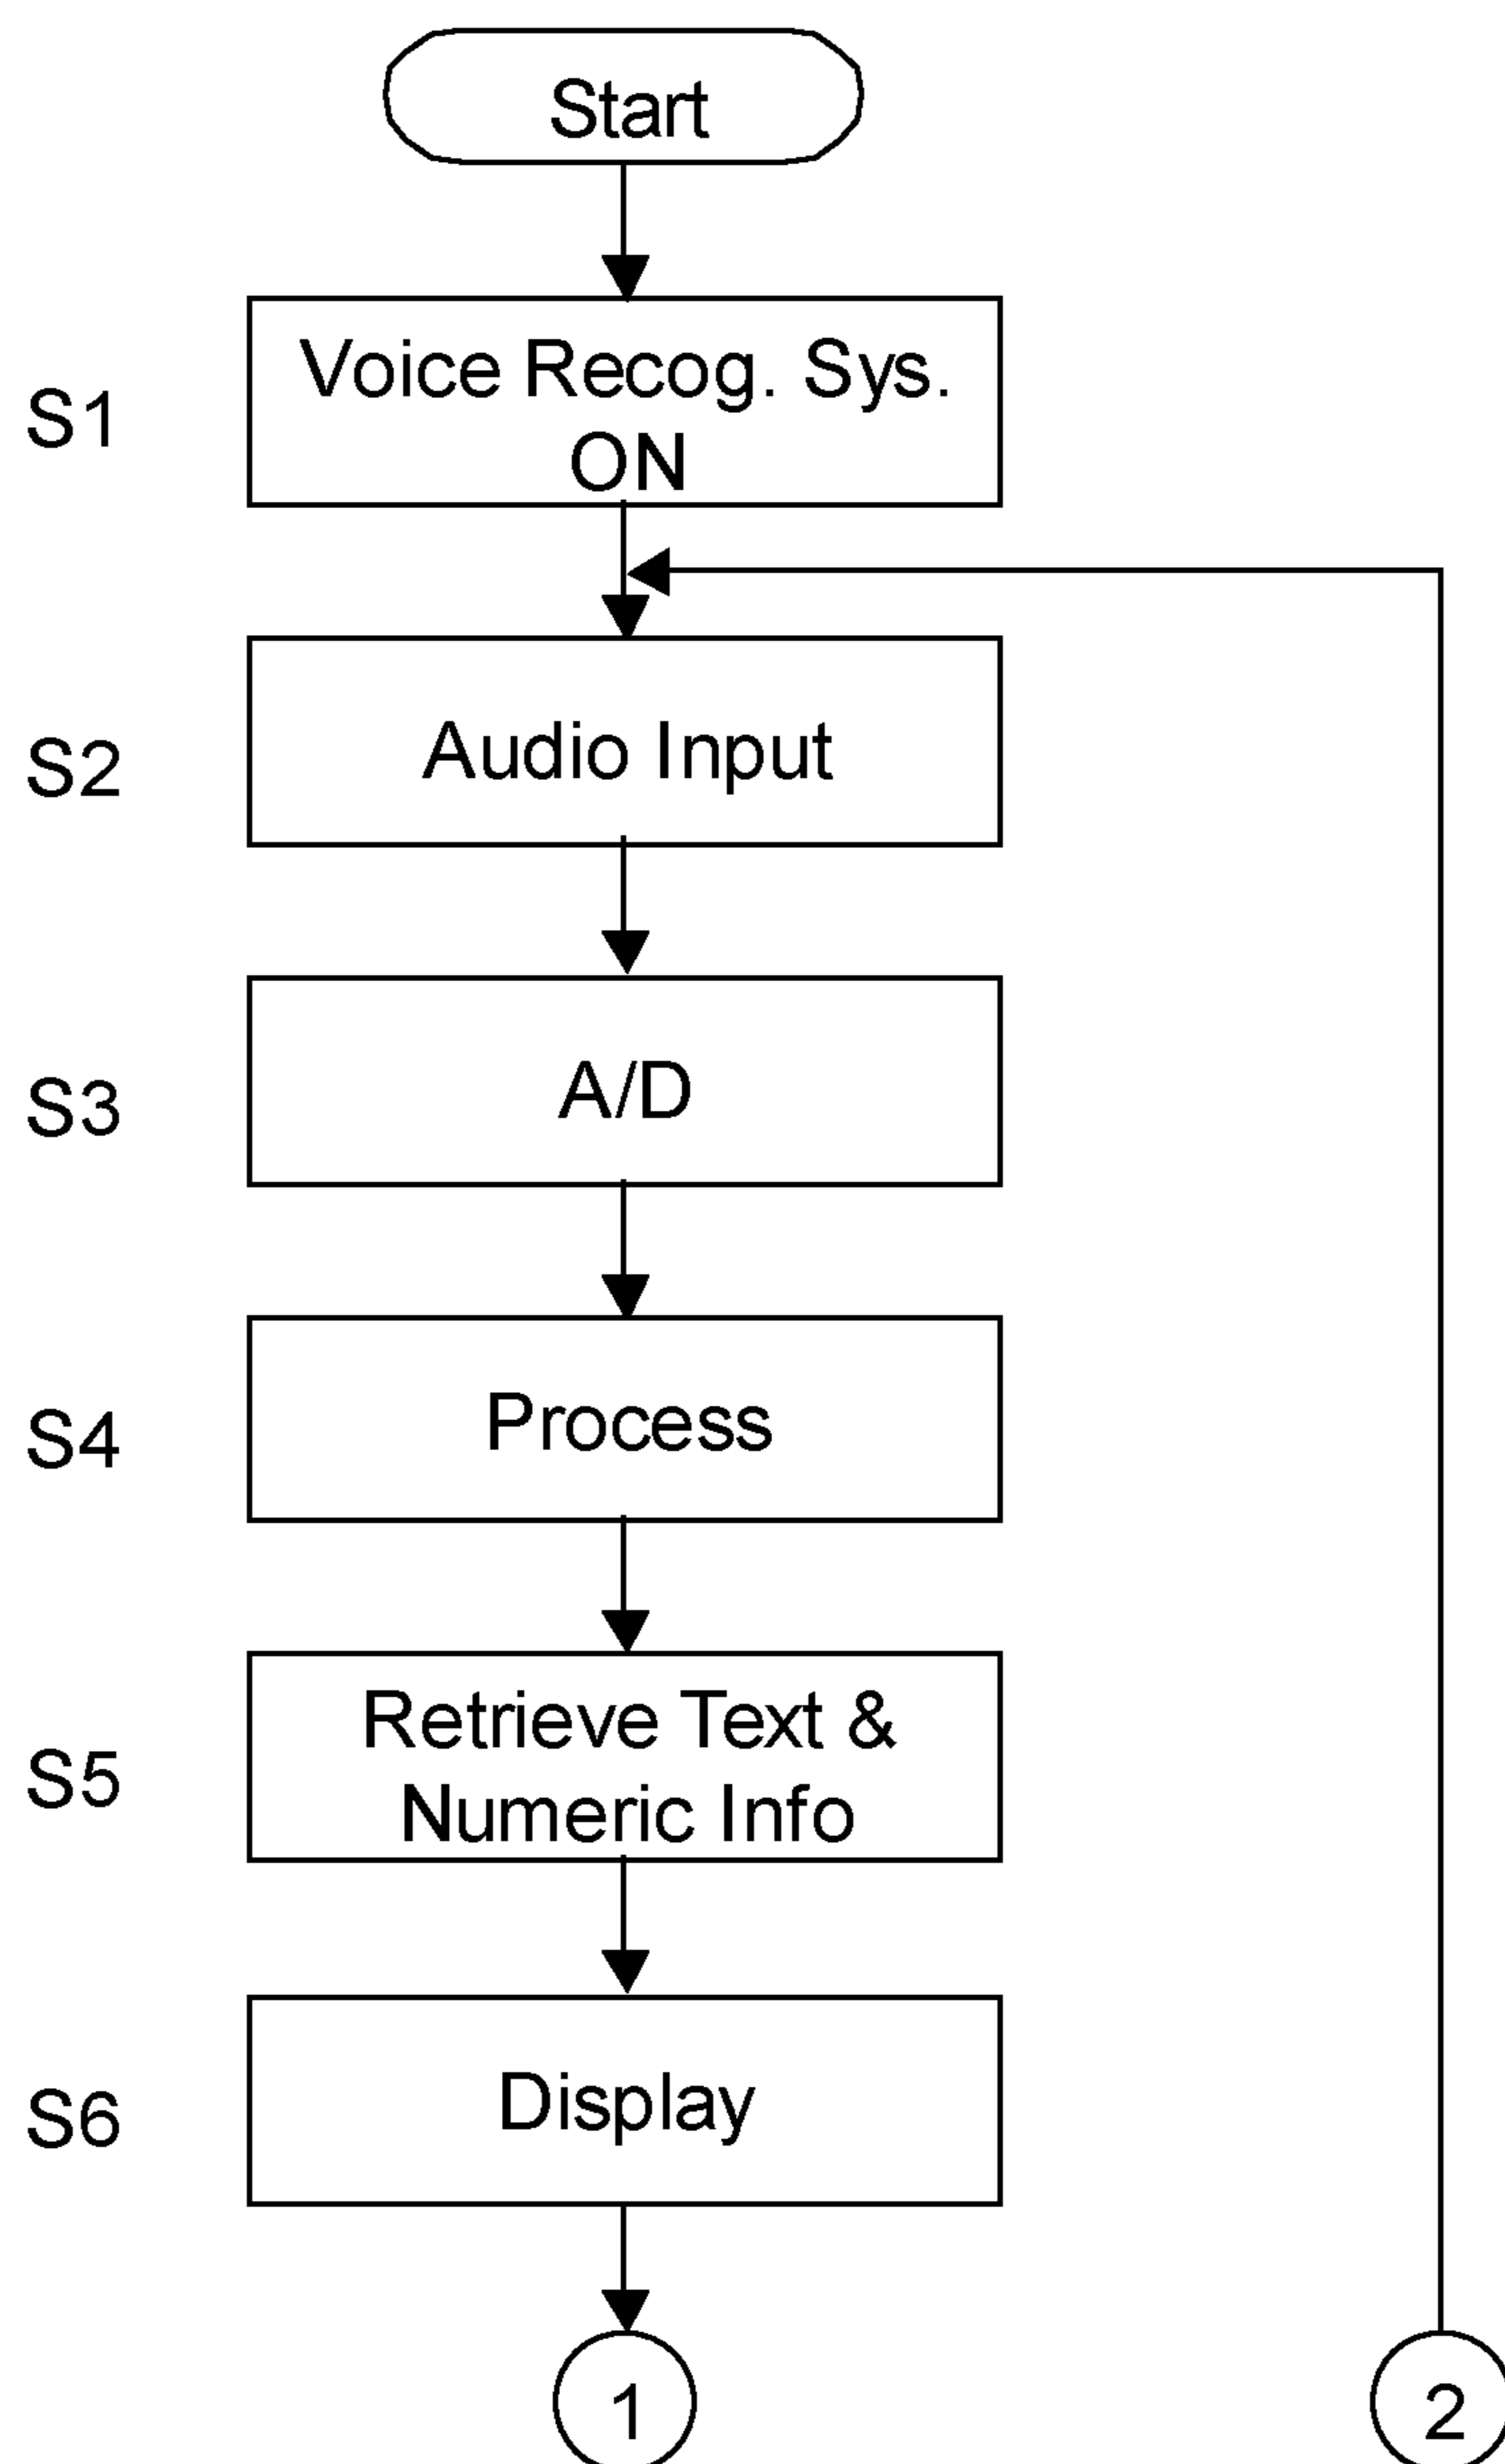 Start
S1
Voice Recog. Sys.
ON
S2
Audio Input
S3
A/D
S4
Process
S5
Retrieve Text &
Numeric Info
S6
Display
1
2